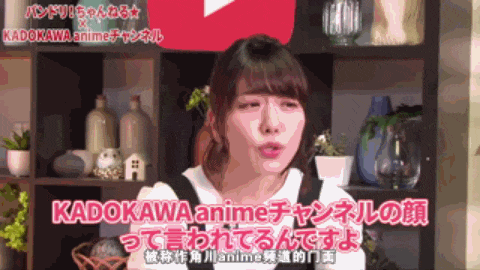 バンドリ！ちゃんねる☆
×
KADOKAWA animeチャンネル
KADOKAWA animeチャンネルの顔
って言われてるんですよ
被称作角川anime频道的门面